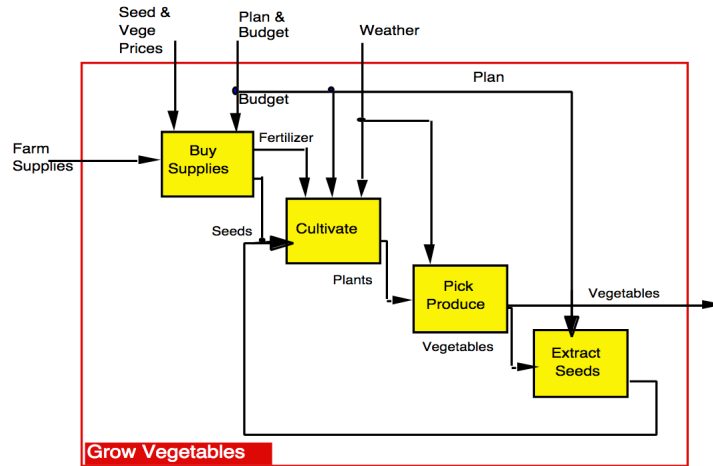 Seed &
Vege
Prices
Plan &
Budget
Weather
Plan
Budget
Farm
Supplies
Buy
Supplies
Fertilizer
Seeds
Cultivate
Plants
Pick
Produce
Vegetables
Vegetables
Extract
Seeds
Grow Vegetables